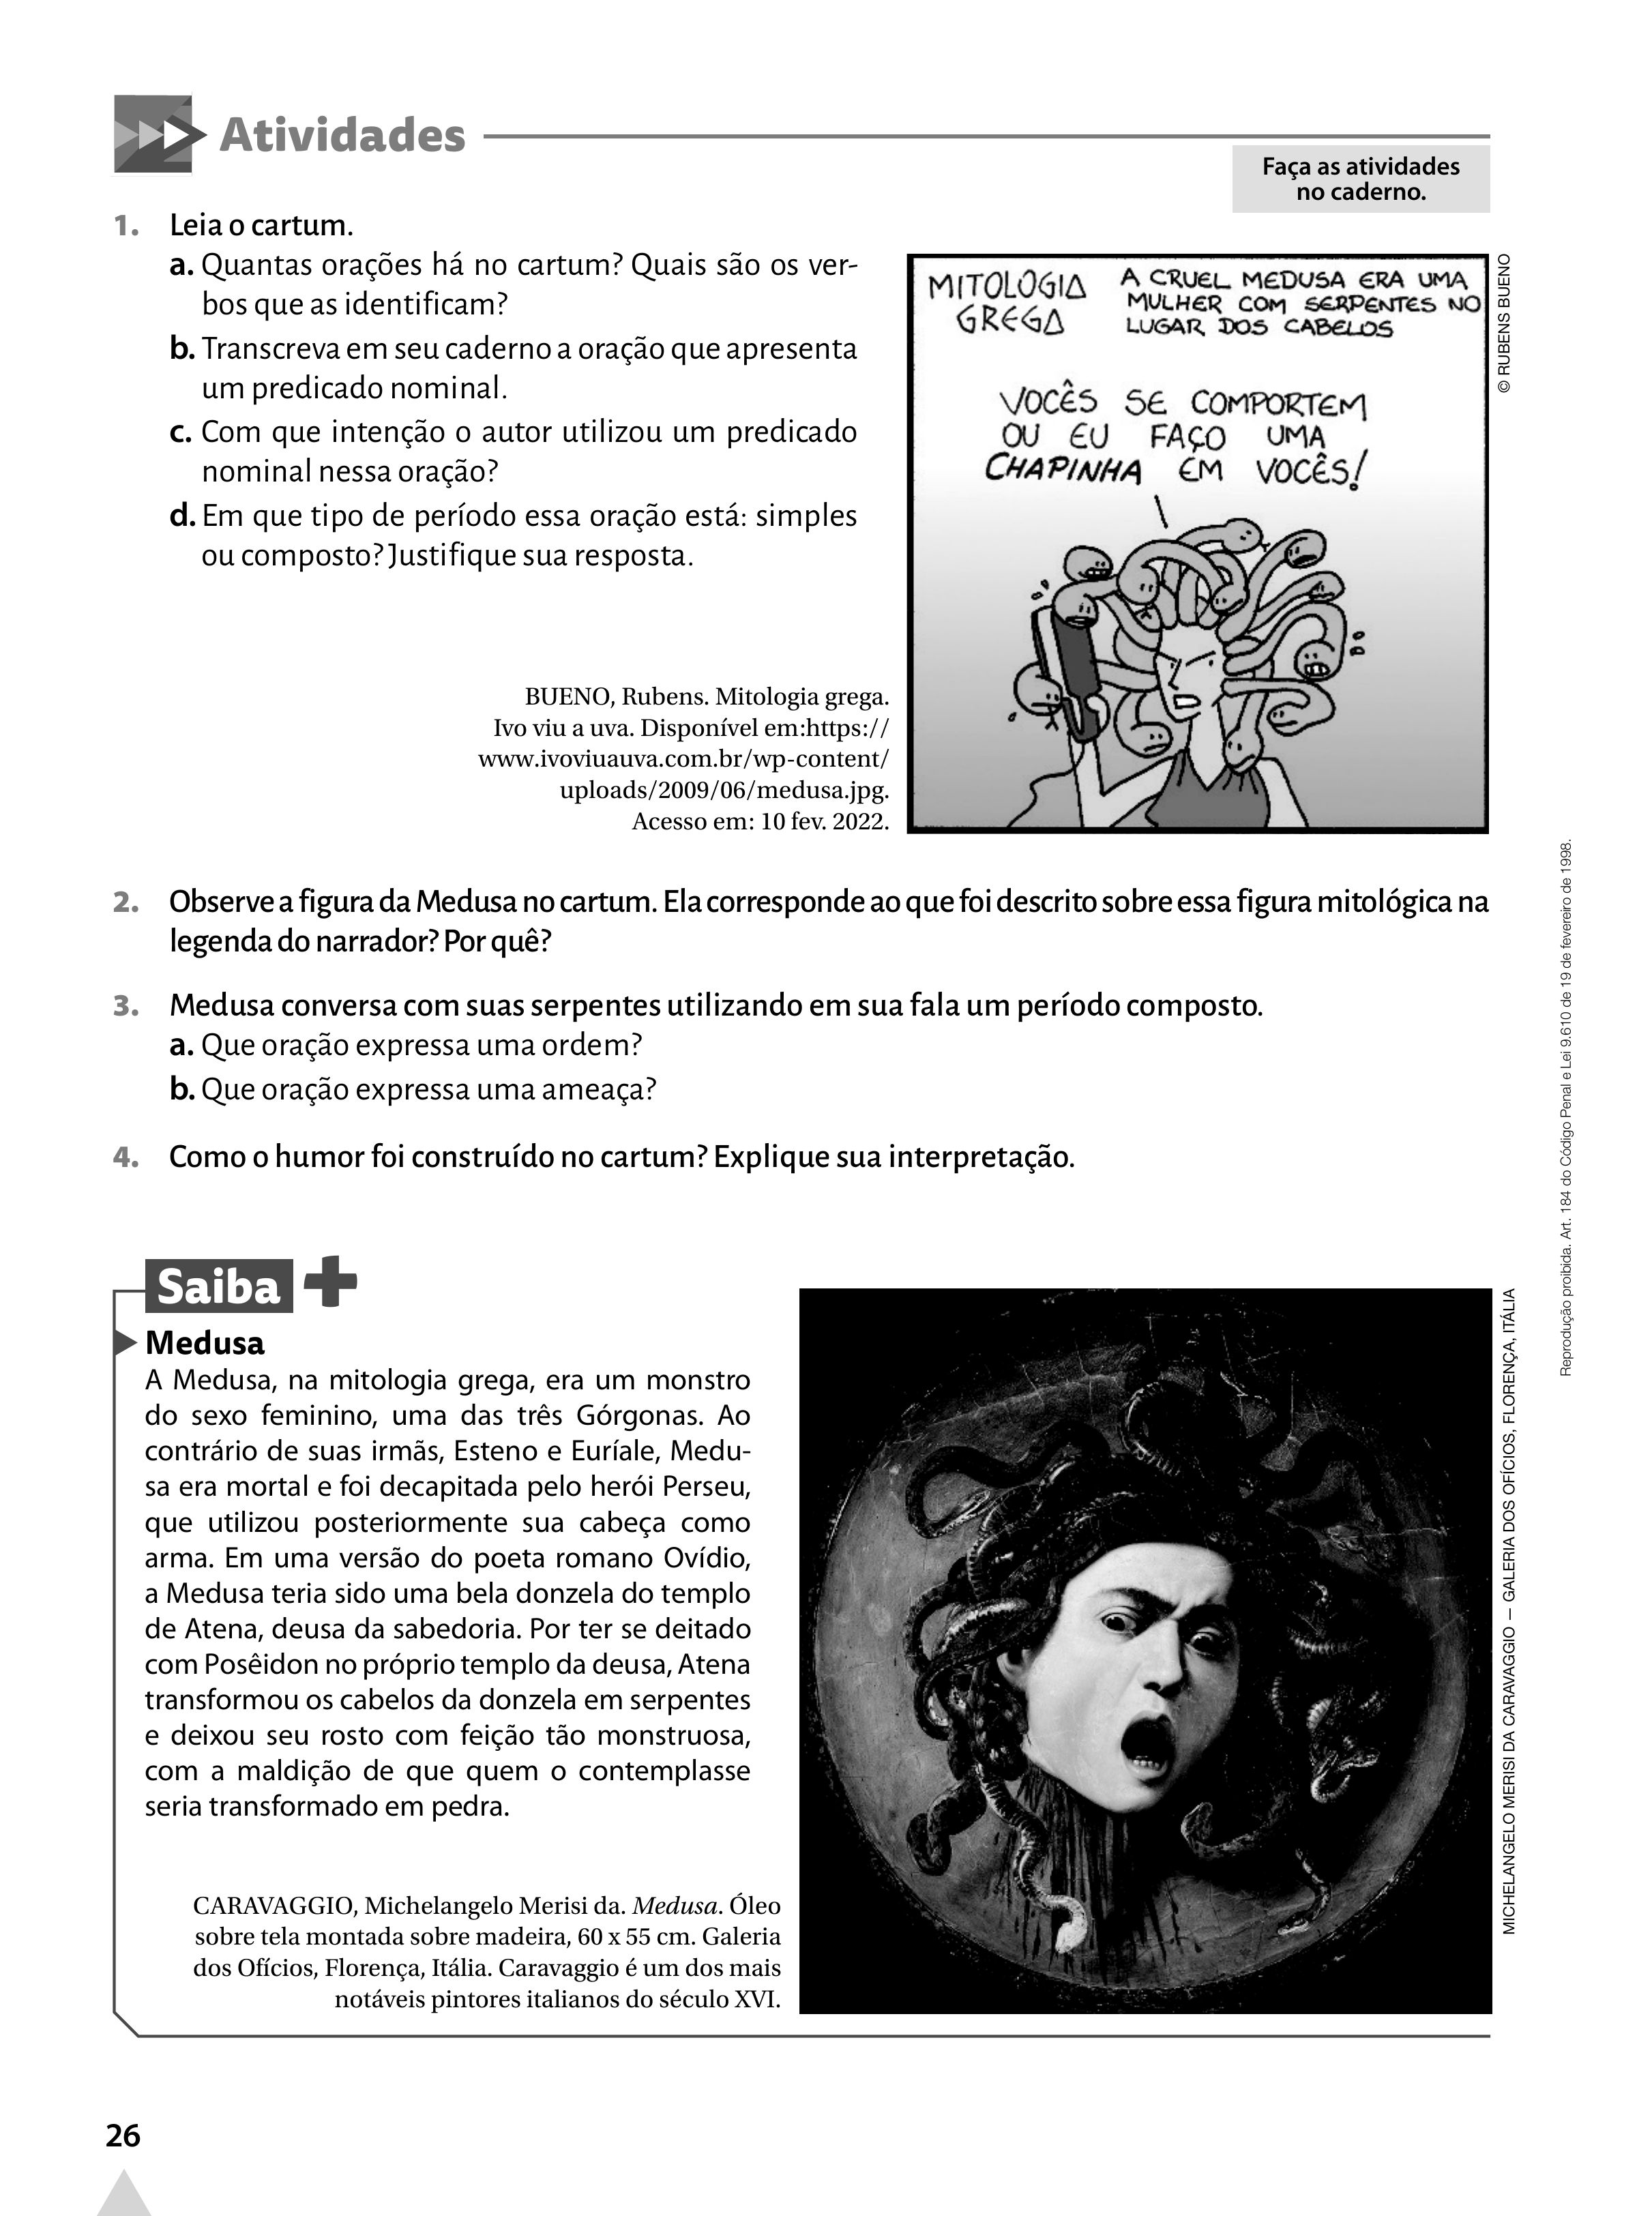 Atividades
Faça as atividades
no caderno.
1. Leia o cartum.
a. Quantas orações há no cartum? Quais são os ver-
bos que as identificam?
b. Transcreva em seu caderno a oração que apresenta
um predicado nominal.
c. Com que intenção o autor utilizou um predicado
nominal nessa oração?
d. Em que tipo de período essa oração está: simples
ou composto? Justifique sua resposta.
BUENO, Rubens. Mitologia grega.
Ivo viu a uva. Disponível em:https://
www.ivoviuauva.com.br/wp-content/
uploads/2009/06/medusa.jpg.
Acesso em: 10 fev. 2022.
MITOLOGIA
GREGA
A CRUEL MEDUSA ERA UMA
MULHER COM SERPENTES NO
LUGAR DOS CABELOS
VOCÊS SE COMPORTEM
OU EU FAÇO UMA
CHAPINHA EM VOCÊS!
© RUBENS BUENO
2. Observe a figura da Medusa no cartum. Ela corresponde ao que foi descrito sobre essa figura mitológica na
legenda do narrador? Por quê?
3. Medusa conversa com suas serpentes utilizando em sua fala um período composto.
a. Que oração expressa uma ordem?
b. Que oração expressa uma ameaça?
4. Como o humor foi construído no cartum? Explique sua interpretação.
Reprodução proibida. Art. 184 do Código Penal e Lei 9.610 de 19 de fevereiro de 1998.
Saiba +
Medusa
A Medusa, na mitologia grega, era um monstro
do sexo feminino, uma das três Górgonas. Ao
contrário de suas irmãs, Esteno e Euríale, Medu-
sa era mortal e foi decapitada pelo herói Perseu,
que utilizou posteriormente sua cabeça como
arma. Em uma versão do poeta romano Ovídio,
a Medusa teria sido uma bela donzela do templo
de Atena, deusa da sabedoria. Por ter se deitado
com Posêidon no próprio templo da deusa, Atena
transformou os cabelos da donzela em serpentes
e deixou seu rosto com feição tão monstruosa,
com a maldição de que quem o contemplasse
seria transformado em pedra.
CARAVAGGIO, Michelangelo Merisi da. Medusa. Óleo
sobre tela montada sobre madeira, 60 x 55 cm. Galeria
dos Ofícios, Florença, Itália. Caravaggio é um dos mais
notáveis pintores italianos do século XVI.
MICHELANGELO MERISI DA CARAVAGGIO – GALERIA DOS OFÍCIOS, FLORENÇA, ITÁLIA
26